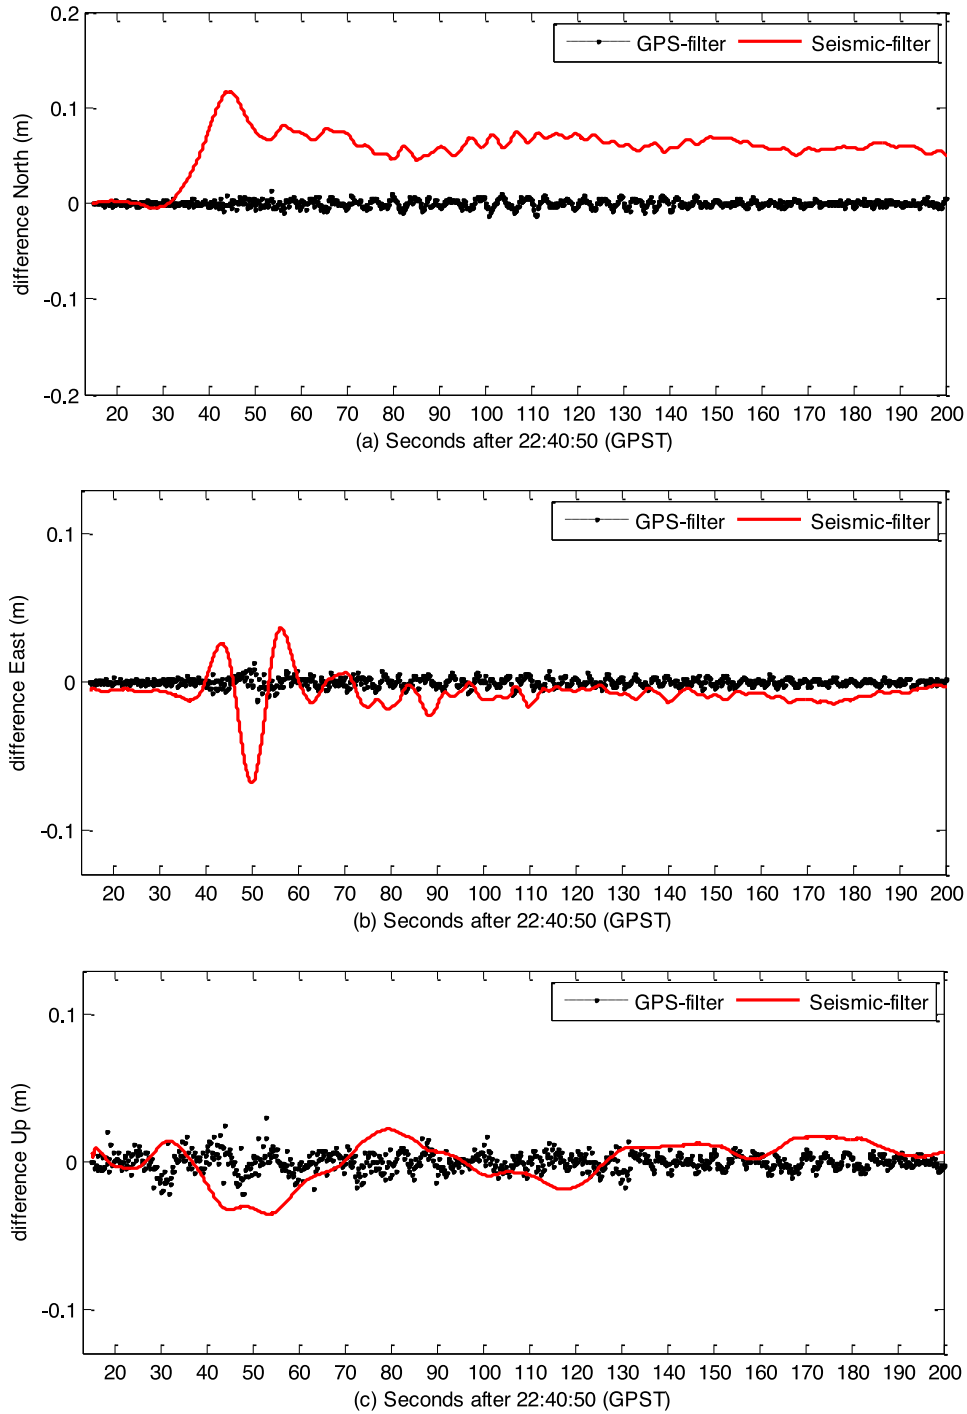 0.2
GPS-filter Seismic-filter
0.1
difference North (m)
0
-0.1
-0.2
20 30 40 50 60 70 80 90 100 110 120 130 140 150 160 170 180 190 200
(a) Seconds after 22:40:50 (GPST)
GPS-filter Seismic-filter
0.1
difference East (m)
0
-0.1
20 30 40 50 60 70 80 90 100 110 120 130 140 150 160 170 180 190 200
(b) Seconds after 22:40:50 (GPST)
GPS-filter Seismic-filter
0.1
difference Up (m)
0
-0.1
20 30 40 50 60 70 80 90 100 110 120 130 140 150 160 170 180 190 200
(c) Seconds after 22:40:50 (GPST)